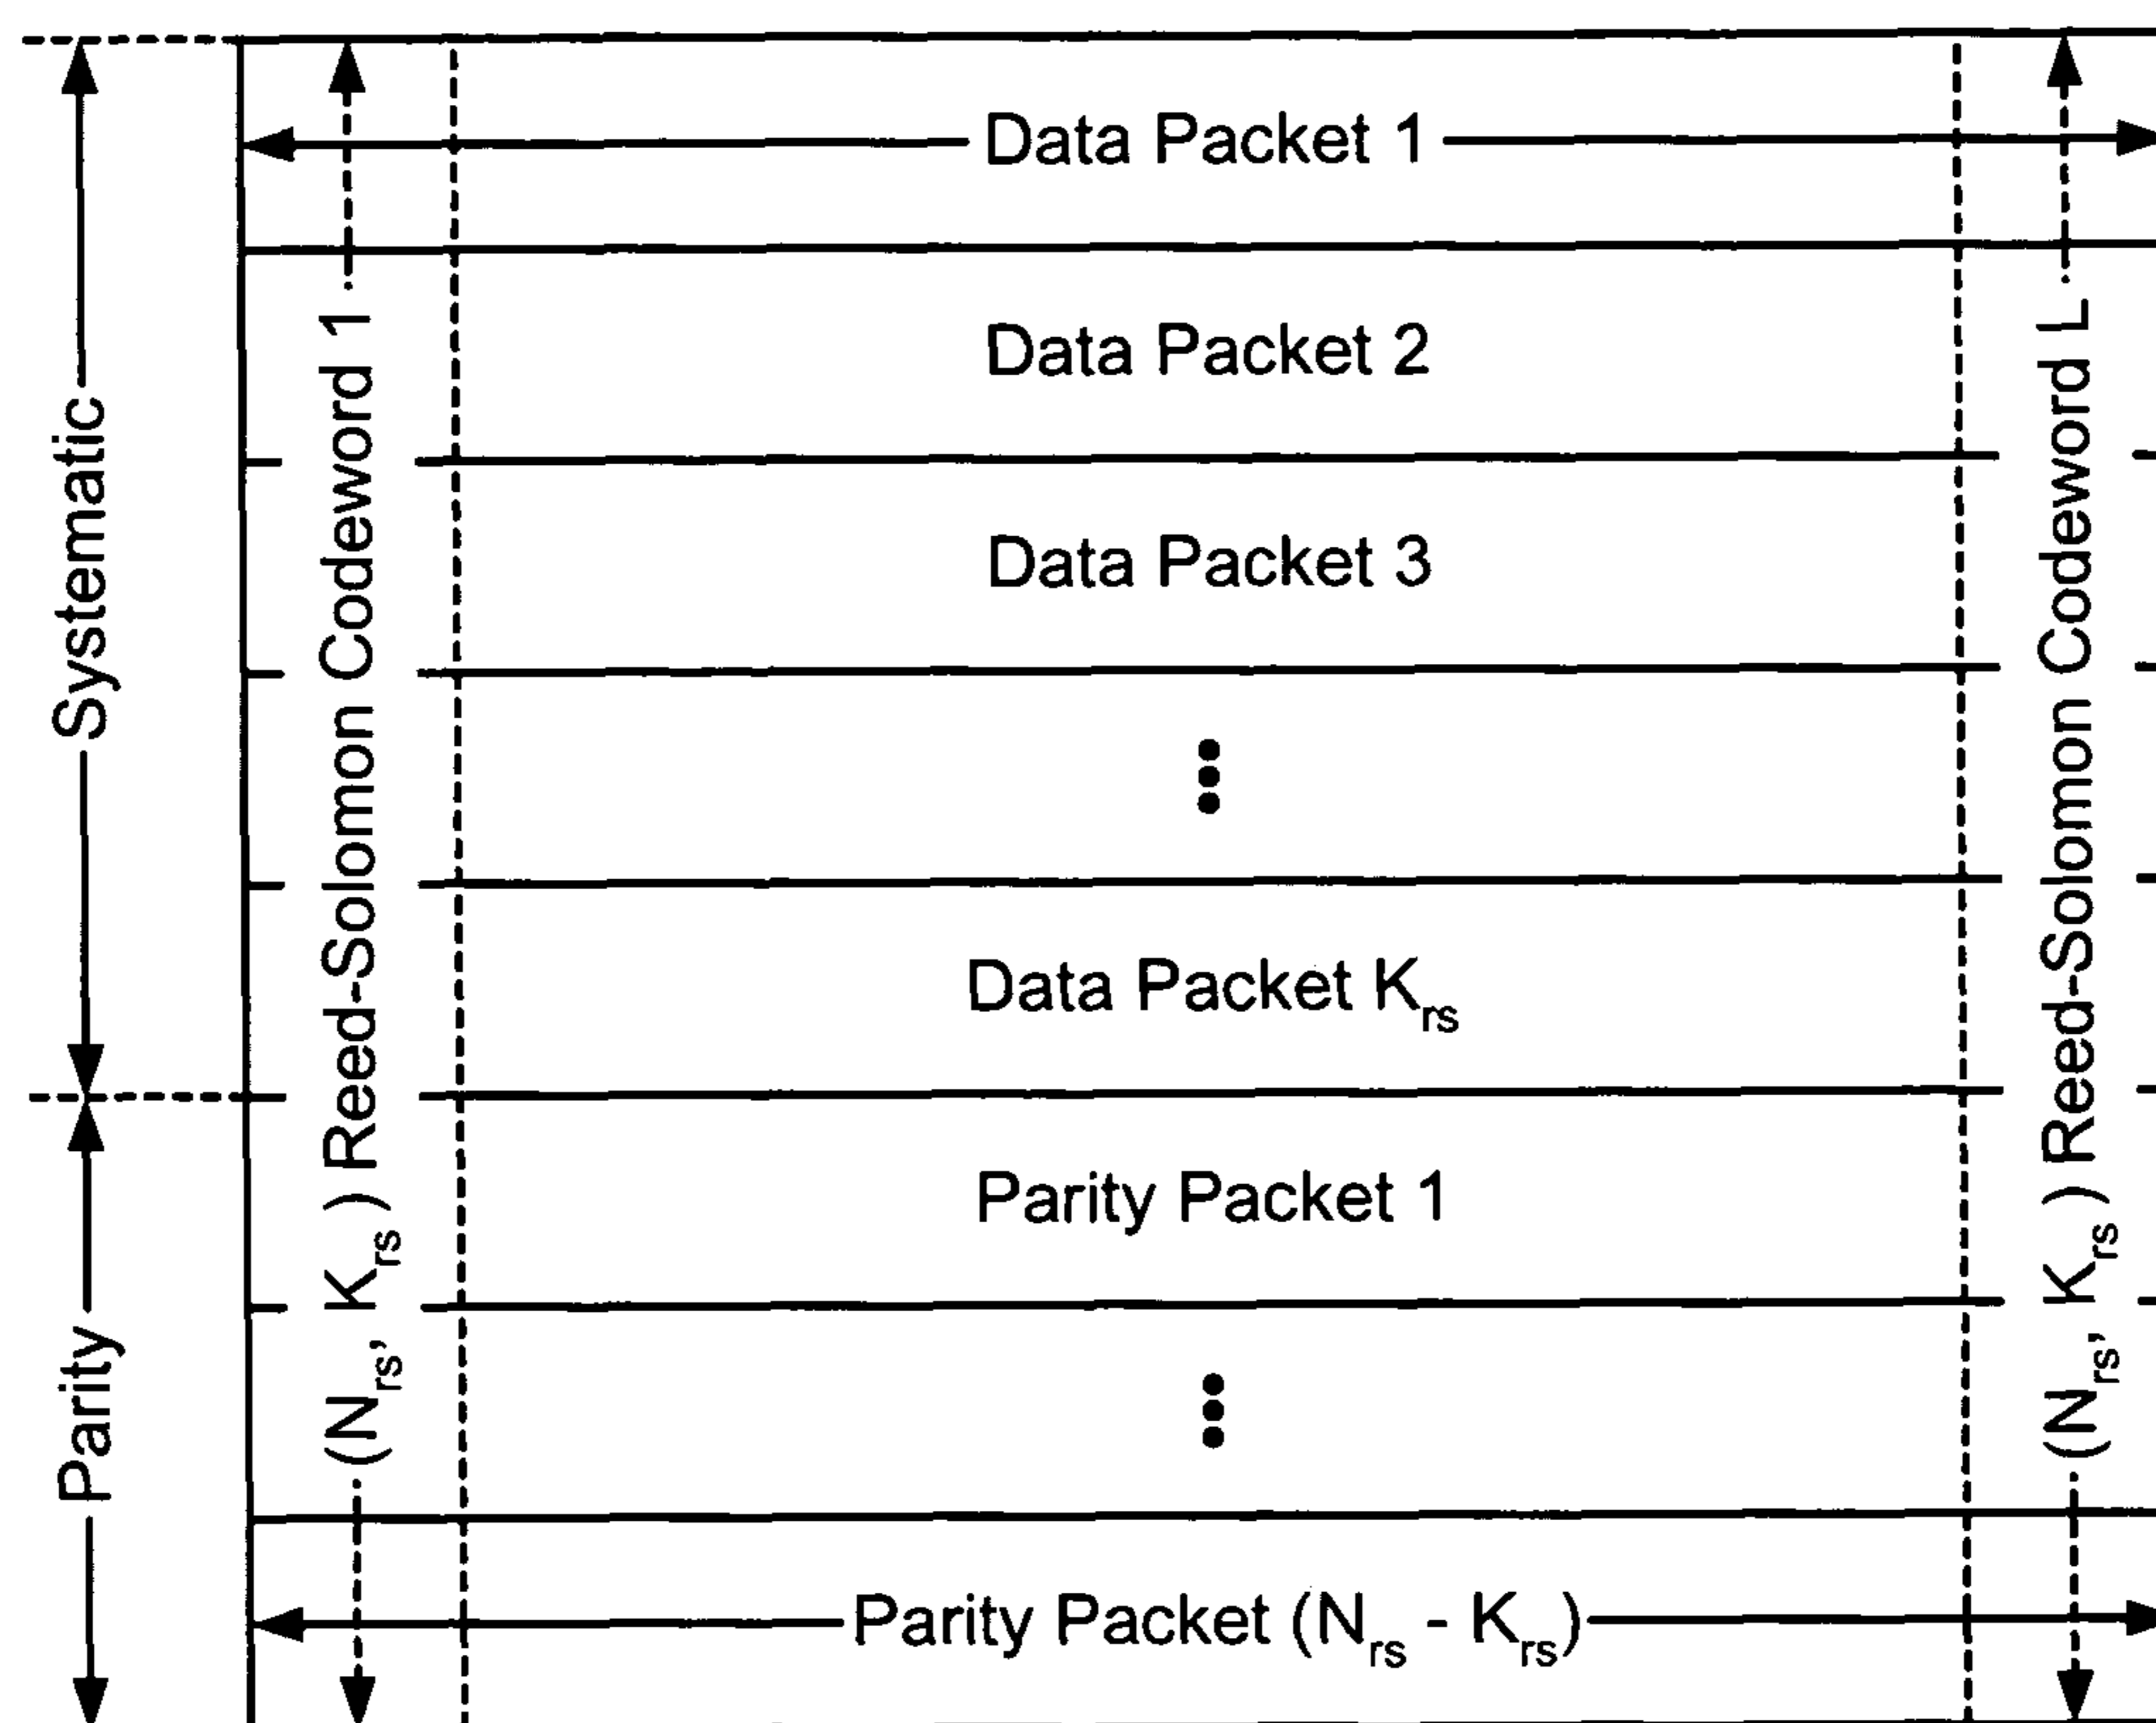 Data Packet 1
Data Packet 2
Data Packet 3
Data Packet Krs
Parity Packet 1
Parity Packet (Nrs - Krs)
Systematic
Parity
(Nrs, Krs) Reed-Solomon Codeword 1
(Nrs, Krs) Reed-Solomon Codeword L